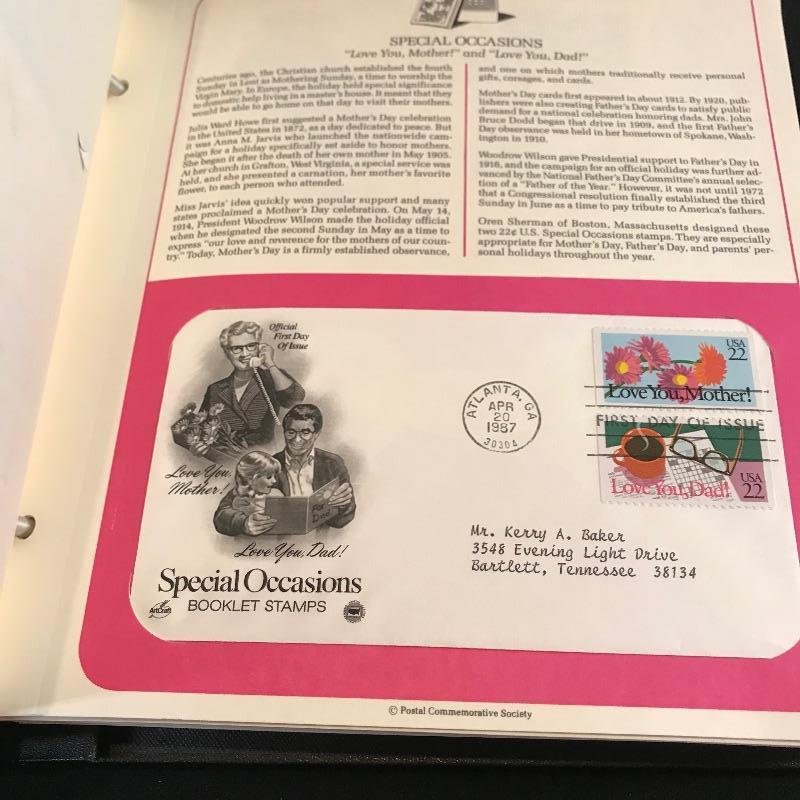 SPECIAL OCCASIONS
"Love You, Mother!" and "Love You, Dad!"
Centuries ago, the Christian church established the fourth
Sunday in Lent as Mothering Sunday, a time to worship the
Virgin Mary. In Europe, the holiday held special significance
to domestic help living in a master's house. It meant that they
would be able to go home on that day to visit their mothers.
Julia Ward Howe first suggested a Mother's Day celebration
in the United States in 1872, as a day dedicated to peace. But
it was Anna M. Jarvis who launched the nationwide cam-
paign for a holiday specifically set aside to honor mothers.
She began it after the death of her own mother in May 1905.
At her church in Grafton, West Virginia, a special service was
held, and she presented a carnation, her mother's favorite
flower, to each person who attended.
Miss Jarvis' idea quickly won popular support and many
states proclaimed a Mother's Day celebration. On May 14,
1914, President Woodrow Wilson made the holiday official
when he designated the second Sunday in May as a time to
express "our love and reverence for the mothers of our coun-
try." Today, Mother's Day is a firmly established observance,
and one on which mothers traditionally receive personal
gifts, corsages, and cards.
Mother's Day cards first appeared in about 1912. By 1920, pub-
lishers were also creating Father's Day cards to satisfy public
demand for a national celebration honoring dads. Mrs. John
Bruce Dodd began that drive in 1909, and the first Father's
Day observance was held in her hometown of Spokane, Wash-
ington in 1910.
Woodrow Wilson gave Presidential support to Father's Day in
1916, and the campaign for an official holiday was further ad-
vanced by the National Father's Day Committee's annual selec-
tion of a "Father of the Year." However, it was not until 1972
that a Congressional resolution finally established the third
Sunday in June as a time to pay tribute to America's fathers.
Oren Sherman of Boston, Massachusetts designed these
two 22¢ U.S. Special Occasions stamps. They are especially
appropriate for Mother's Day, Father's Day, and parents' per-
sonal holidays throughout the year.
Official
First Day
Of Issue
Love You,
Mother!
For
Dad
Love You, Dad!
Special Occasions
BOOKLET STAMPS
ArtCraft
ATLANTA, GA
APR
20
1987
30304
USA
22
Love You, Mother!
FIRST DAY OF ISSUE
USA
22
Love You, Dad!
Mr. Kerry A. Baker
3548 Evening Light Drive
Bartlett, Tennessee 38134
© Postal Commemorative Society